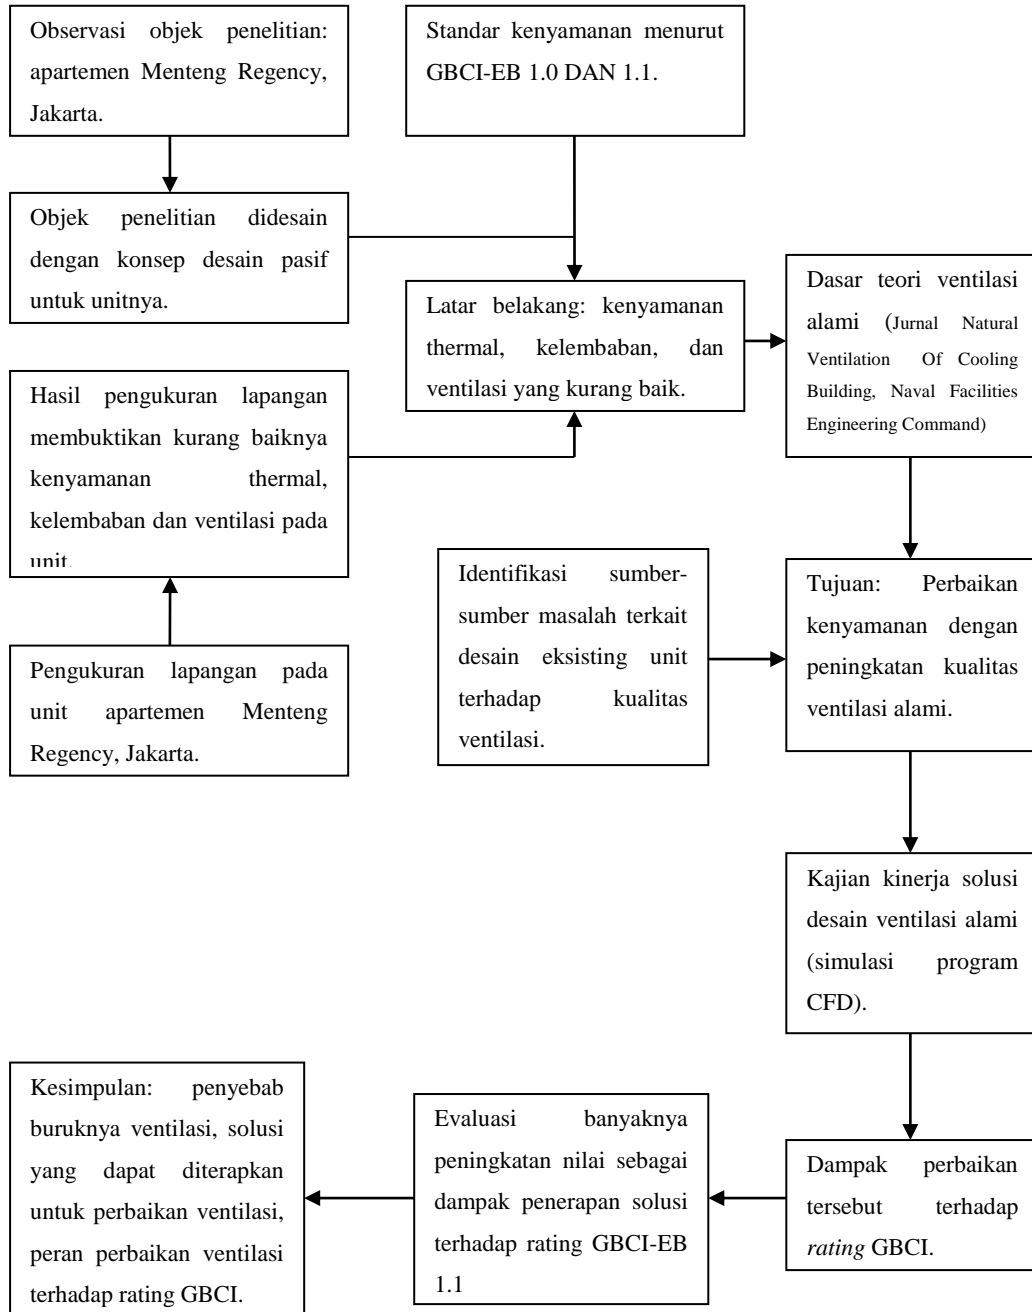 Observasi objek penelitian:
apartemen Menteng Regency,
Jakarta.
Standar kenyamanan menurut
GBCI-EB 1.0 DAN 1.1.
Objek penelitian didesain
dengan konsep desain pasif
untuk unitnya.
Latar belakang: kenyamanan
thermal, kelembaban, dan
ventilasi yang kurang baik.
Dasar teori ventilasi
alami (Jurnal Natural
Ventilation Of Cooling
Building, Naval Facilities
Engineering Command)
Hasil pengukuran lapangan
membuktikan kurang baiknya
kenyamanan thermal,
kelembaban dan ventilasi pada
unit.
Pengukuran lapangan pada
unit apartemen Menteng
Regency, Jakarta.
Identifikasi sumber-
sumber masalah terkait
desain eksisting unit
terhadap kualitas
ventilasi.
Tujuan: Perbaikan
kenyamanan dengan
peningkatan kualitas
ventilasi alami.
Kajian kinerja solusi
desain ventilasi alami
(simulasi program
CFD).
Dampak perbaikan
tersebut terhadap
rating GBCI.
Evaluasi banyaknya
peningkatan nilai sebagai
dampak penerapan solusi
terhadap rating GBCI-EB
1.1
Kesimpulan: penyebab
buruknya ventilasi, solusi
yang dapat diterapkan
untuk perbaikan ventilasi,
peran perbaikan ventilasi
terhadap rating GBCI.